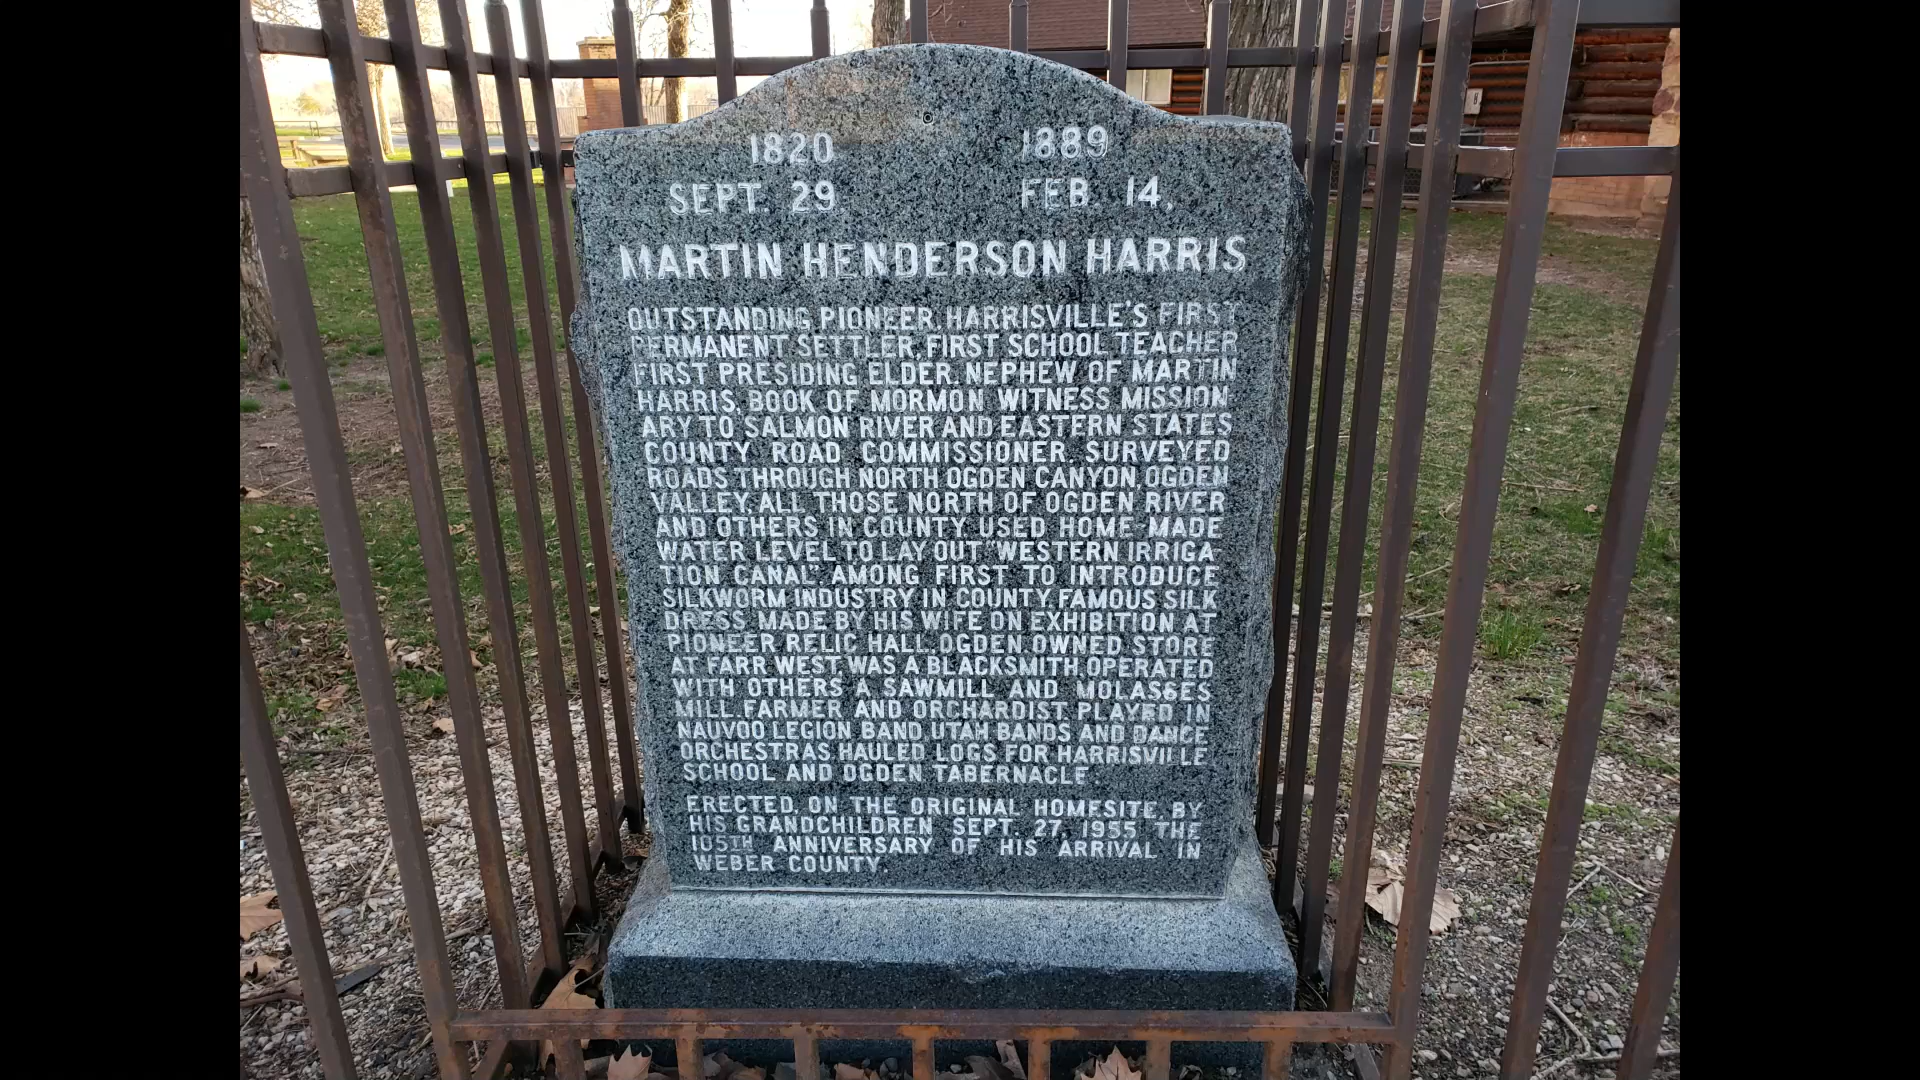 1820 1889
SEPT. 29. FEB. 14,
MARTIN HENDERSON HARRIS
OUTSTANDING PIONEER, HARRISVILLE'S FIRST
PERMANENT SETTLER, FIRST SCHOOL TEACHER
FIRST PRESIDING ELDER. NEPHEW OF MARTIN
HARRIS, BOOK OF MORMON WITNESS MISSION
ARY TO SALMON RIVER AND EASTERN STATES
COUNTY ROAD COMMISSIONER. SURVEYED
ROADS THROUGH NORTH OGDEN CANYON, OGDEN
VALLEY, ALL THOSE NORTH OF OGDEN RIVER
AND OTHERS IN COUNTY. USED HOME MADE
WATER LEVEL TO LAY OUT "WESTERN IRRIGA-
TION CANAL". AMONG FIRST TO INTRODUCE
SILKWORM INDUSTRY IN COUNTY, FAMOUS SILK
DRESS MADE BY HIS WIFE ON EXHIBITION AT
PIONEER RELIC HALL, OGDEN OWNED STORE
AT FARR WEST, WAS A BLACKSMITH, OPERATED
WITH OTHERS A SAWMILL AND MOLASSES
MILL, FARMER AND ORCHARDIST PLAYED IN
NAUVOO LEGION BAND, UTAH BANDS AND DANCE
ORCHESTRAS, HAULED LOGS FOR HARRISVILLE
SCHOOL AND OGDEN TABERNACLE
ERECTED, ON THE ORIGINAL HOMESITE, BY
HIS GRANDCHILDREN SEPT. 27, 1955, THE
105TH ANNIVERSARY OF HIS ARRIVAL IN
WEBER COUNTY.